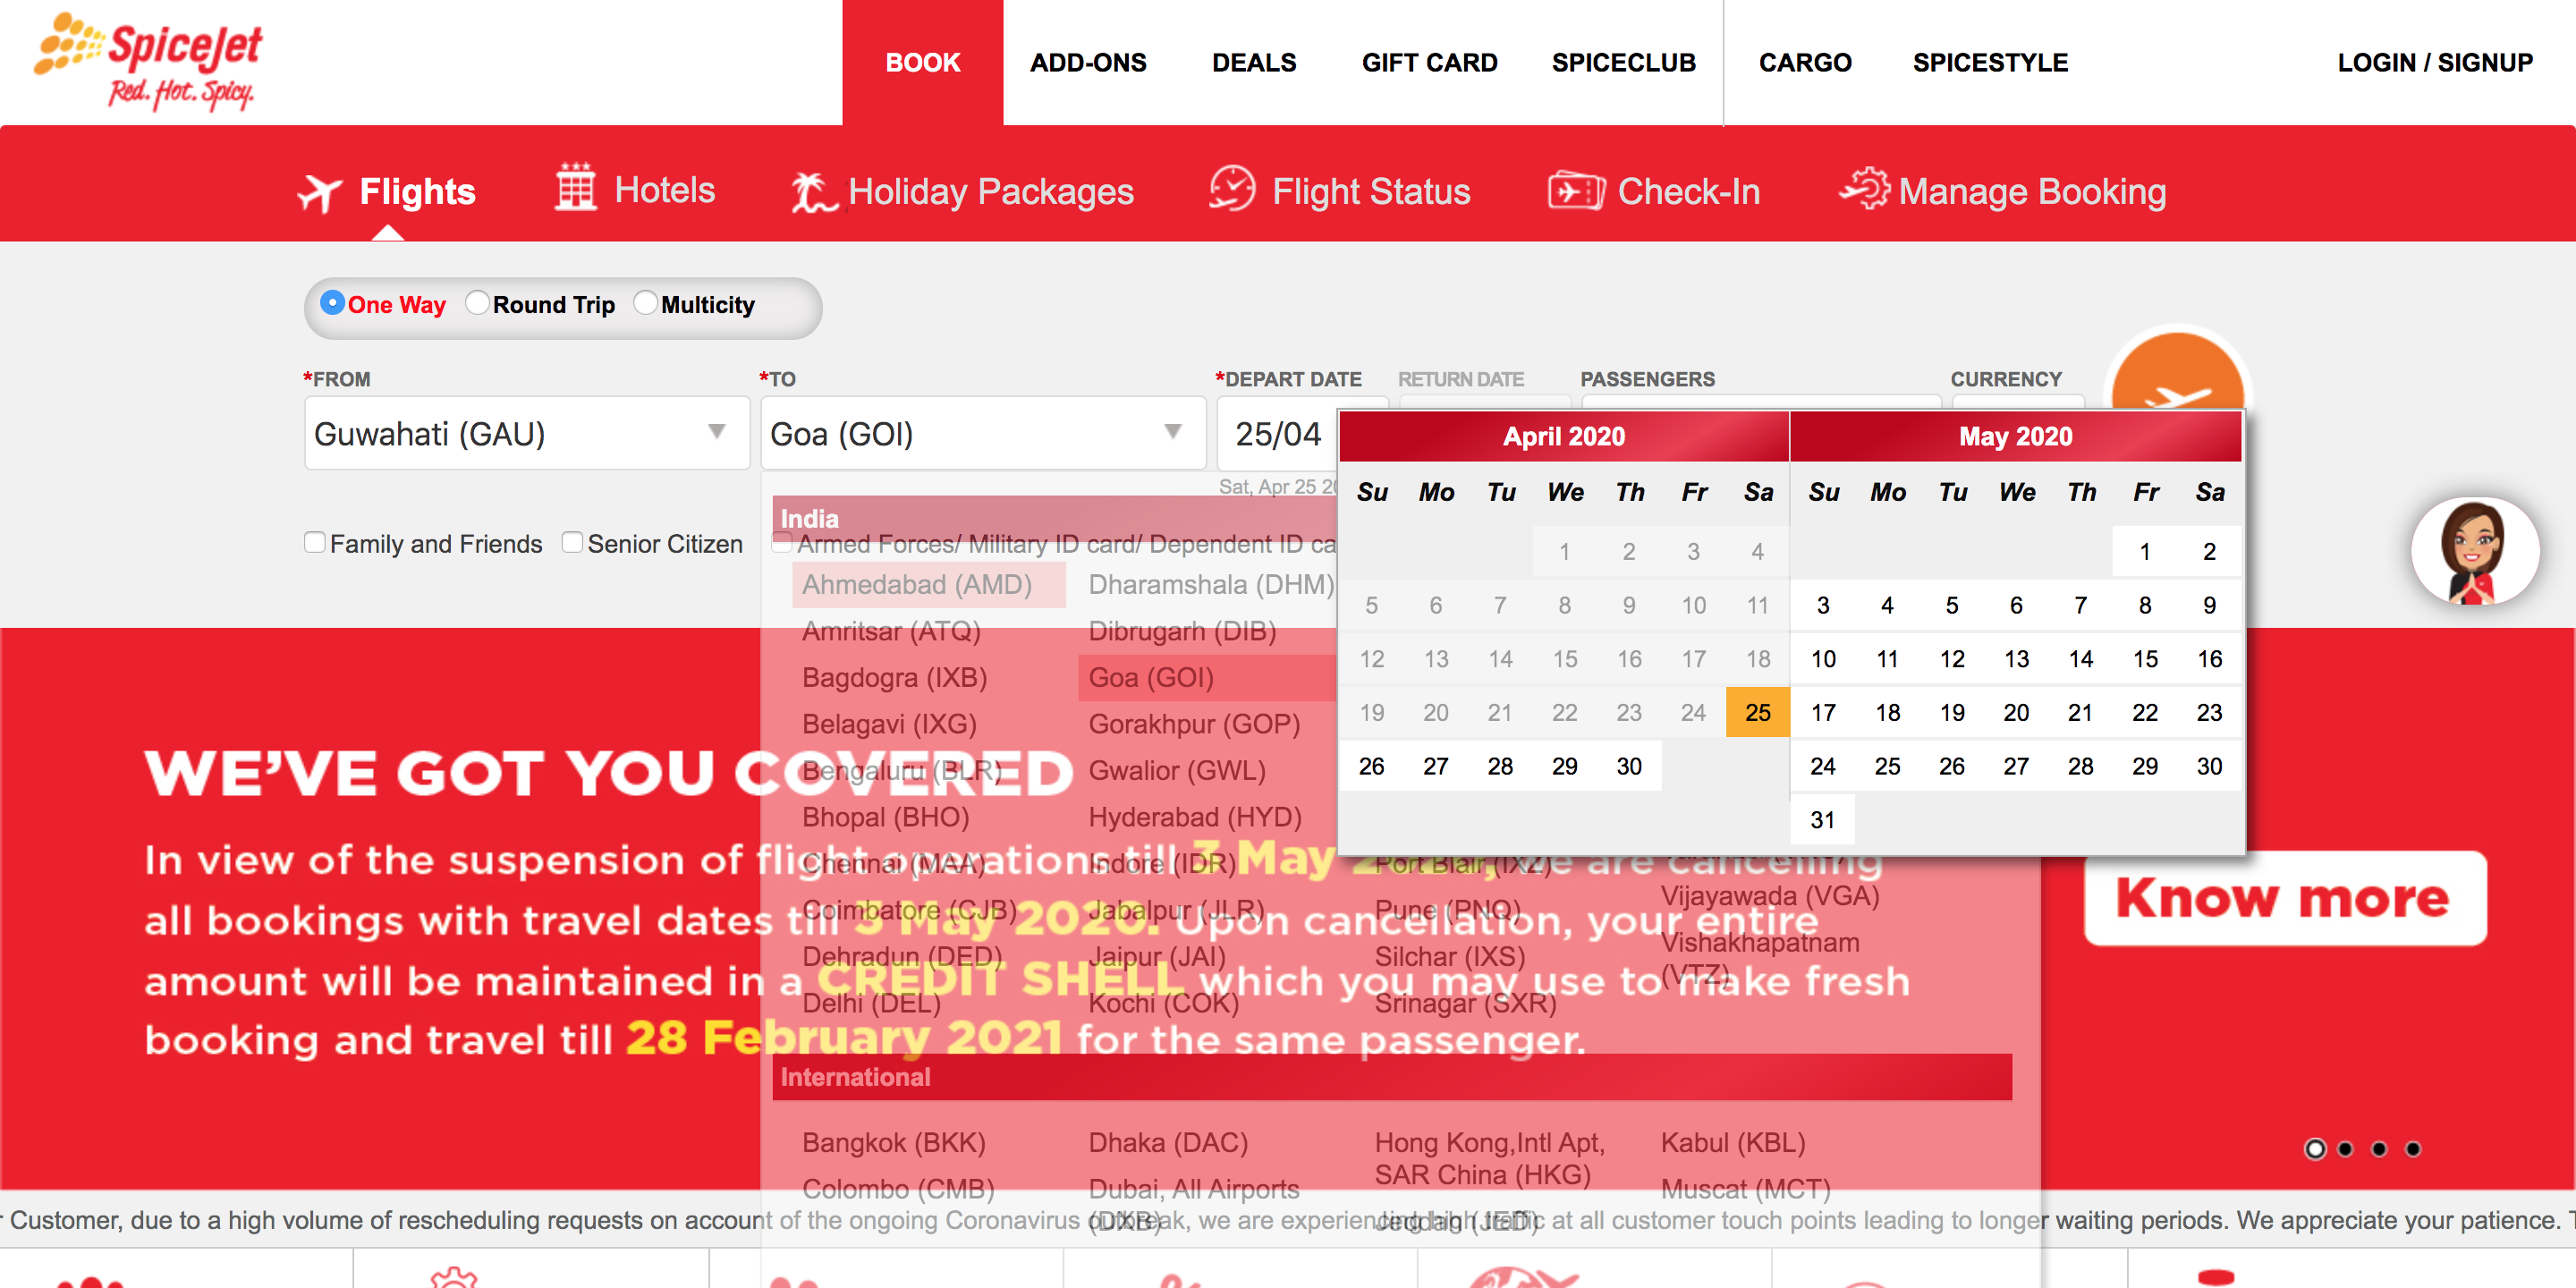 SpiceJet
Red. Hot. Spicy.
BOOK ADD-ONS DEALS GIFT CARD SPICECLUB CARGO SPICESTYLE LOGIN / SIGNUP
Flights Hotels Holiday Packages Flight Status Check-In Manage Booking
One Way Round Trip Multicity
*FROM *TO *DEPART DATE RETURN DATE PASSENGERS CURRENCY
Guwahati (GAU) Goa (GOI) 25/04
Sat, Apr 25
India
Family and Friends Senior Citizen Armed Forces/ Military ID card/ Dependent ID
Ahmedabad (AMD) Dharamshala (DHM)
Amritsar (ATQ) Dibrugarh (DIB)
Bagdogra (IXB) Goa (GOI)
Belagavi (IXG) Gorakhpur (GOP)
Bengaluru (BLR) Gwalior (GWL)
Bhopal (BHO) Hyderabad (HYD)
Chennai (MAA) Indore (IDR) Port Blair (IXZ)
Coimbatore (CJB) Jabalpur (JLR) Pune (PNQ) Vijayawada (VGA)
Dehradun (DED) Jaipur (JAI) Silchar (IXS) Vishakhapatnam
(VTZ)
Delhi (DEL) Kochi (COK) Srinagar (SXR)
International
Bangkok (BKK) Dhaka (DAC) Hong Kong,Intl Apt,
SAR China (HKG) Kabul (KBL)
Colombo (CMB) Dubai, All Airports
(DXB) Jeddah (JED) Muscat (MCT)
April 2020 May 2020
Su Mo Tu We Th Fr Sa Su Mo Tu We Th Fr Sa
1 2 3 4 1 2
5 6 7 8 9 10 11 3 4 5 6 7 8 9
12 13 14 15 16 17 18 10 11 12 13 14 15 16
19 20 21 22 23 24 25 17 18 19 20 21 22 23
26 27 28 29 30 24 25 26 27 28 29 30
31
WE'VE GOT YOU COVERED
In view of the suspension of flight operations till 3 May we are cancelling
all bookings with travel dates till 3 May 2020. Upon cancellation, your entire
amount will be maintained in a CREDIT SHELL which you may use to make fresh
booking and travel till 28 February 2021 for the same passenger.
Know more
Customer, due to a high volume of rescheduling requests on account of the ongoing Coronavirus outbreak, we are experiencing high traffic at all customer touch points leading to longer waiting periods. We appreciate your patience.